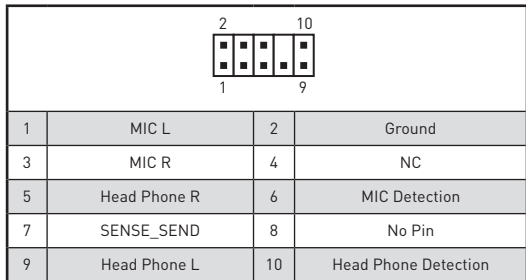 2 10
1 9
1 MIC L 2 Ground
3 MIC R 4 NC
5 Head Phone R 6 MIC Detection
7 SENSE_SEND 8 No Pin
9 Head Phone L 10 Head Phone Detection